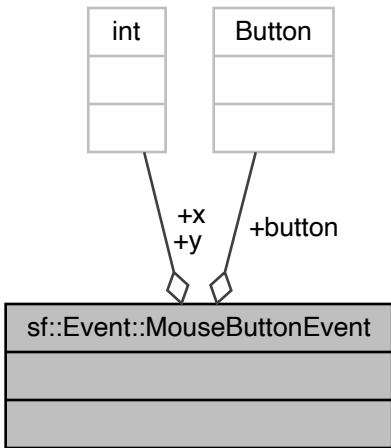 int
Button
+x
+y
+button
sf::Event::MouseButtonEvent